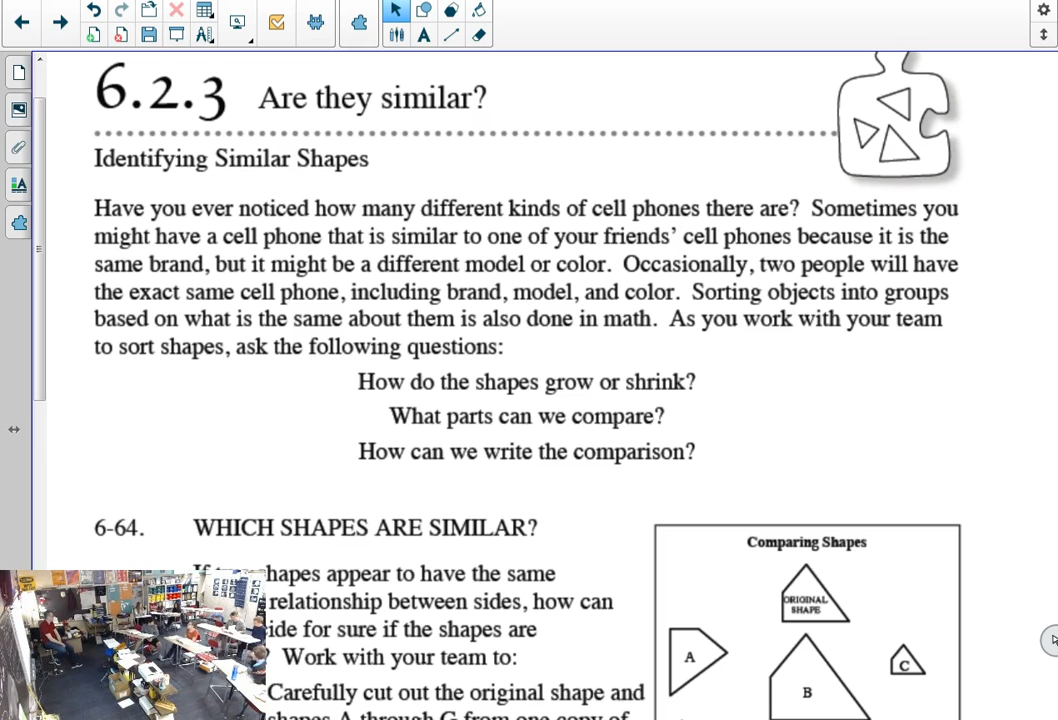 6.2.3 Are they similar?
Identifying Similar Shapes
Have you ever noticed how many different kinds of cell phones there are? Sometimes you
might have a cell phone that is similar to one of your friends’ cell phones because it is the
same brand, but it might be a different model or color. Occasionally, two people will have
the exact same cell phone, including brand, model, and color. Sorting objects into groups
based on what is the same about them is also done in math. As you work with your team
to sort shapes, ask the following questions:
How do the shapes grow or shrink?
What parts can we compare?
How can we write the comparison?
6-64. WHICH SHAPES ARE SIMILAR?
hapes appear to have the same
relationship between sides, how can
ide for sure if the shapes are
Work with your team to:
Carefully cut out the original shape and
shapes A through G from one copy of
Comparing Shapes
ORIGINAL
SHAPE
A
B
C